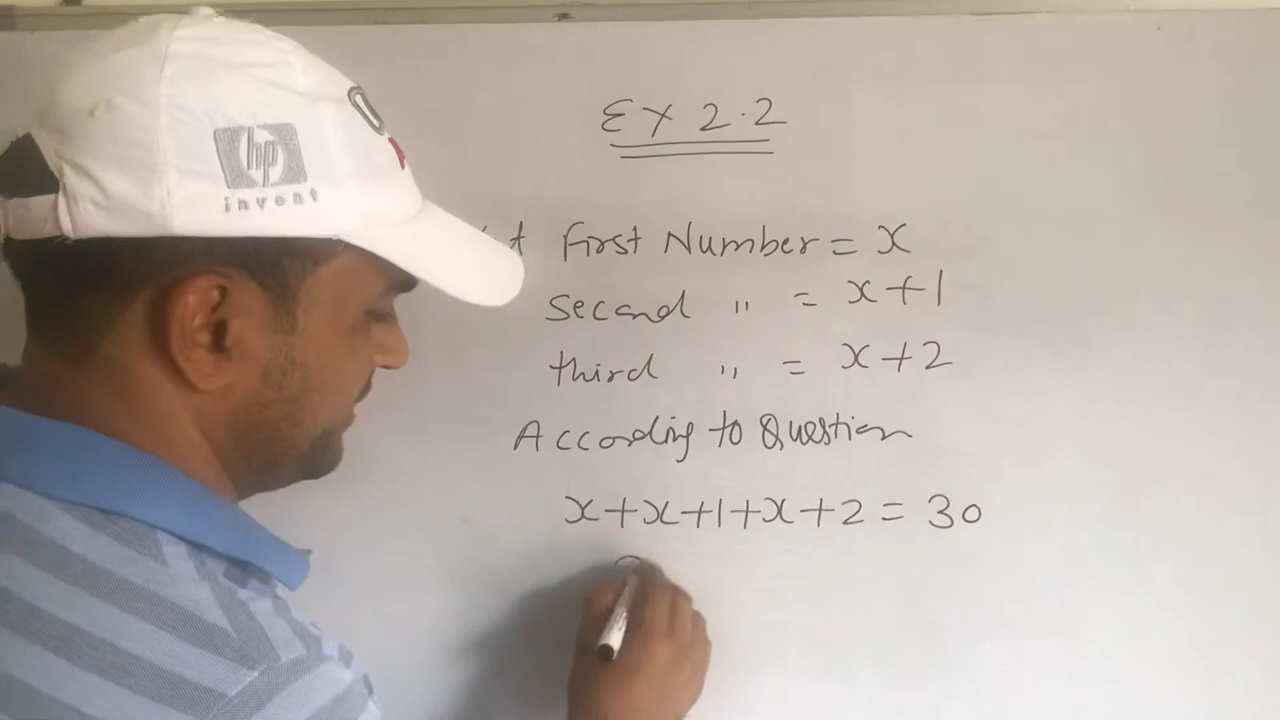 EX 2.2
First Number = x
Second " = x+1
third " = x+2
According to Question
x+x+1+x+2 = 30
hp
invent